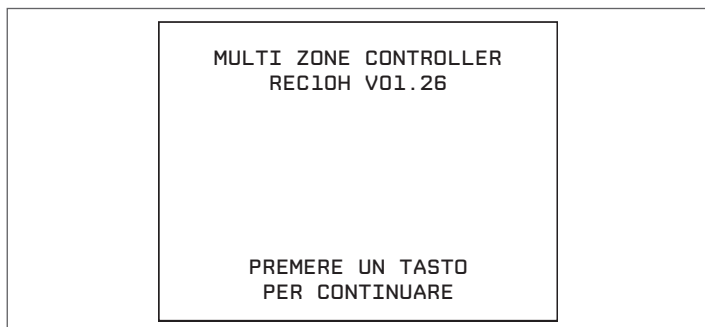 MULTI ZONE CONTROLLER
REC10H V01.26
PREMERE UN TASTO
PER CONTINUARE